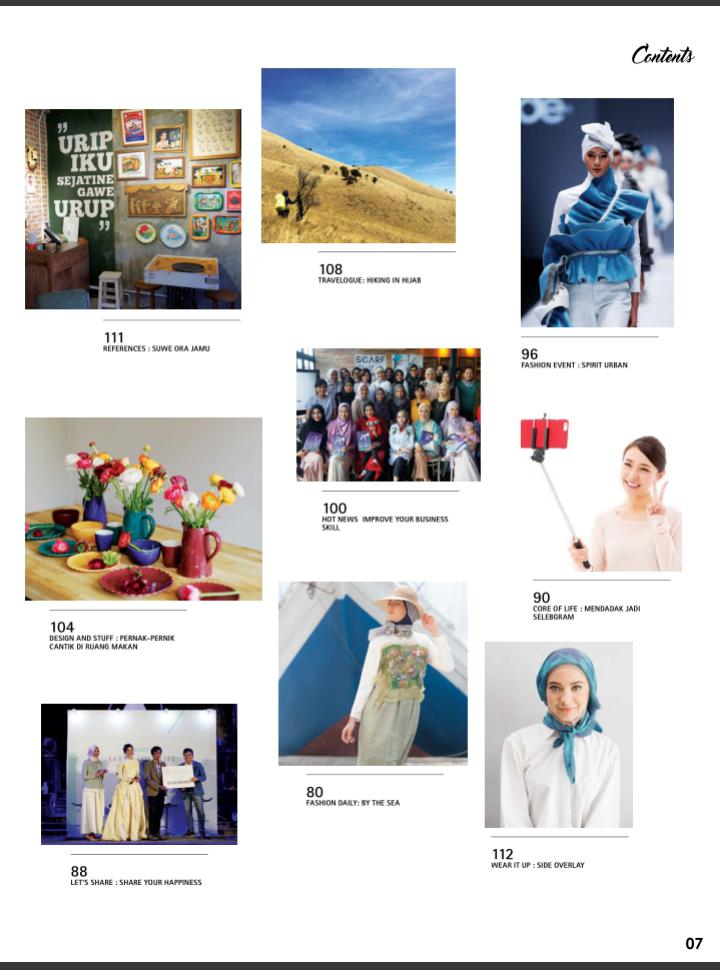 Contents
”
URIP
IKU
SEJATINE
GAWE
URUP
”
111
REFERENCES : SUWE ORA JAMU
108
TRAVELOGUE: HIKING IN HIJAB
96
FASHION EVENT : SPIRIT URBAN
SCARF
100
HOT NEWS IMPROVE YOUR BUSINESS
SKILL
104
DESIGN AND STUFF : PERNAK-PERNIK
CANTIK DI RUANG MAKAN
90
CORE OF LIFE : MENDADAK JADI
SELEBGRAM
80
FASHION DAILY: BY THE SEA
88
LET'S SHARE : SHARE YOUR HAPPINESS
112
WEAR IT UP : SIDE OVERLAY
07